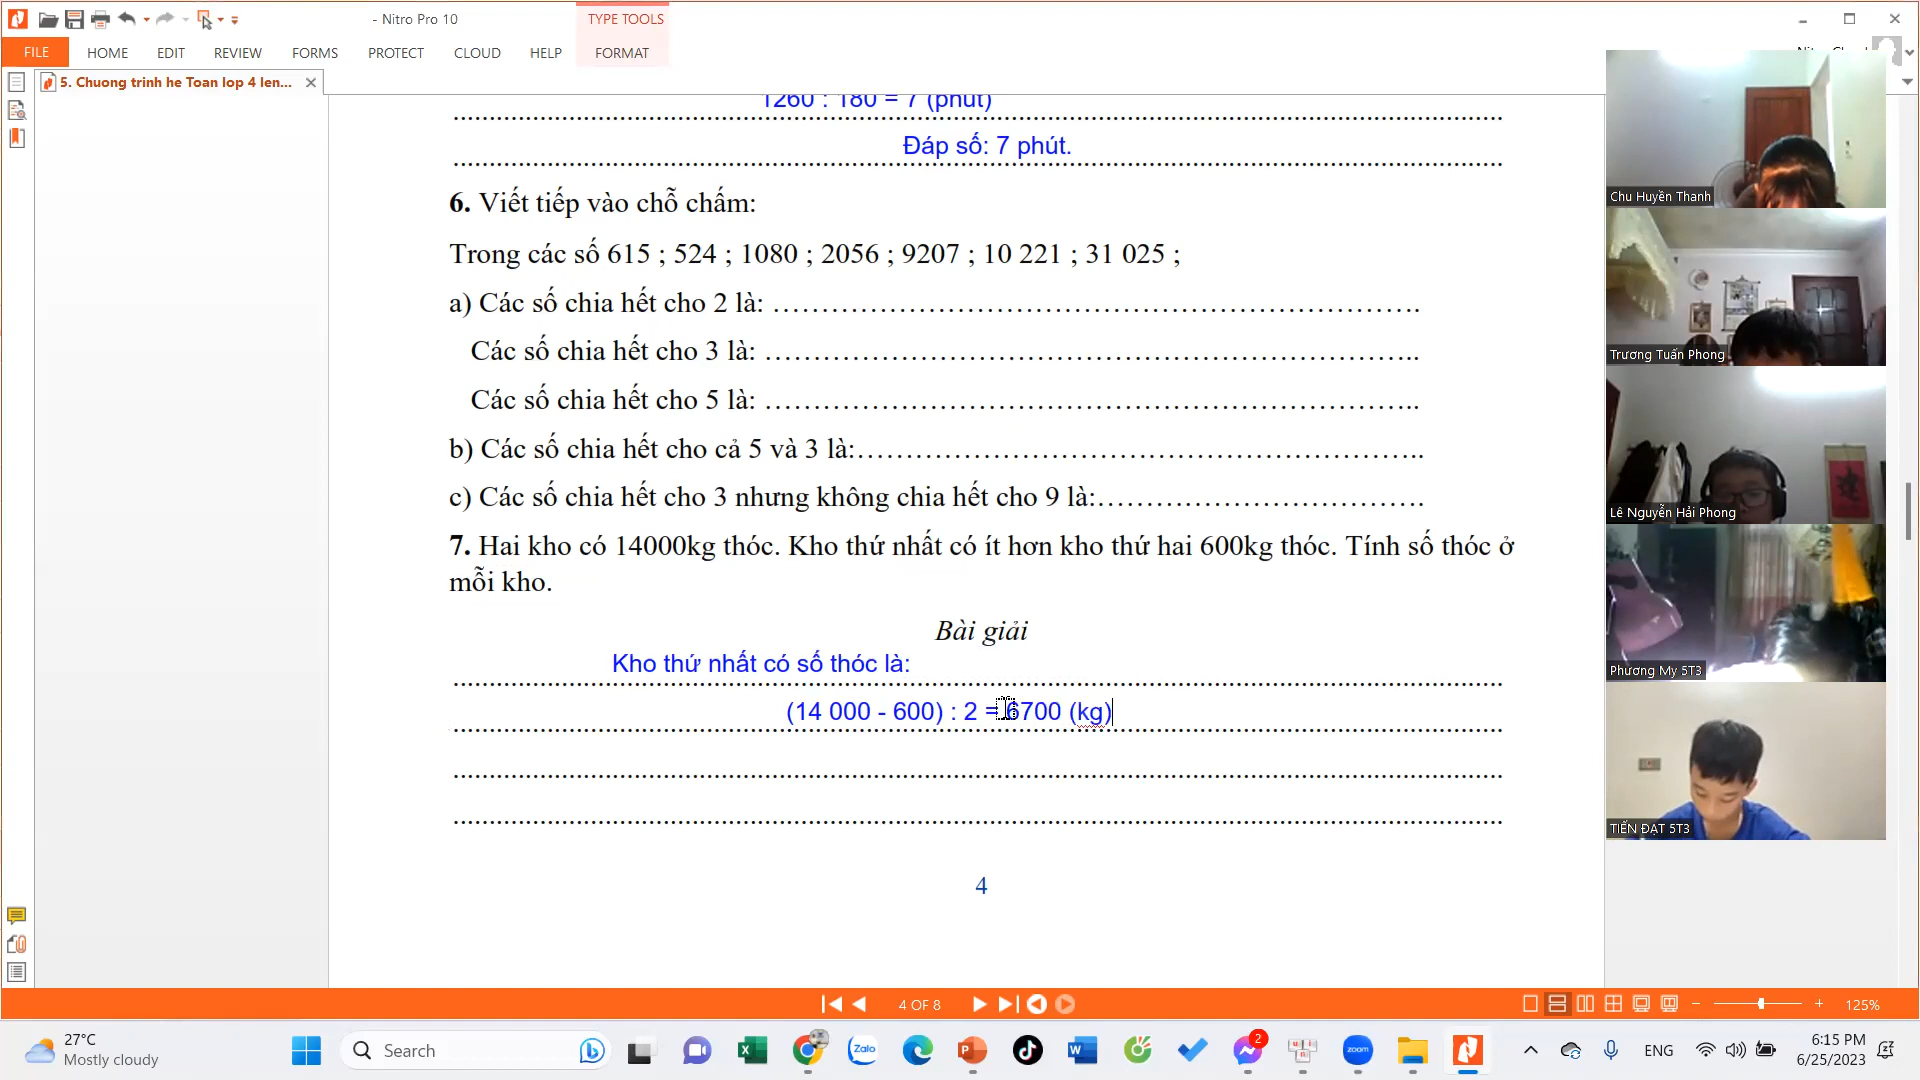 - Nitro Pro 10
TYPE TOOLS
FILE HOME EDIT REVIEW FORMS PROTECT CLOUD HELP FORMAT
5. Chuong trinh he Toan lop 4 len...
1260 : 180 = 7 (phút)
Đáp số: 7 phút.
6. Viết tiếp vào chỗ chấm:
Trong các số 615 ; 524 ; 1080 ; 2056 ; 9207 ; 10 221 ; 31 025 ;
a) Các số chia hết cho 2 là: ……………………………………………………………….
Các số chia hết cho 3 là: ………………………………………………………………..
Các số chia hết cho 5 là: ………………………………………………………………..
b) Các số chia hết cho cả 5 và 3 là:………………………………………………………..
c) Các số chia hết cho 3 nhưng không chia hết cho 9 là:……………………………….
7. Hai kho có 14000kg thóc. Kho thứ nhất có ít hơn kho thứ hai 600kg thóc. Tính số thóc ở
mỗi kho.
Bài giải
Kho thứ nhất có số thóc là:
(14 000 - 600) : 2 = 6700 (kg)
4
Chu Huyền Thanh
Trương Tuấn Phong
Lê Nguyễn Hải Phong
Phương My 5T3
TIẾN ĐẠT 5T3
4 OF 8
125%
27°C
Mostly cloudy
Search
Zalo
zoom
2
ENG
6:15 PM
6/25/2023